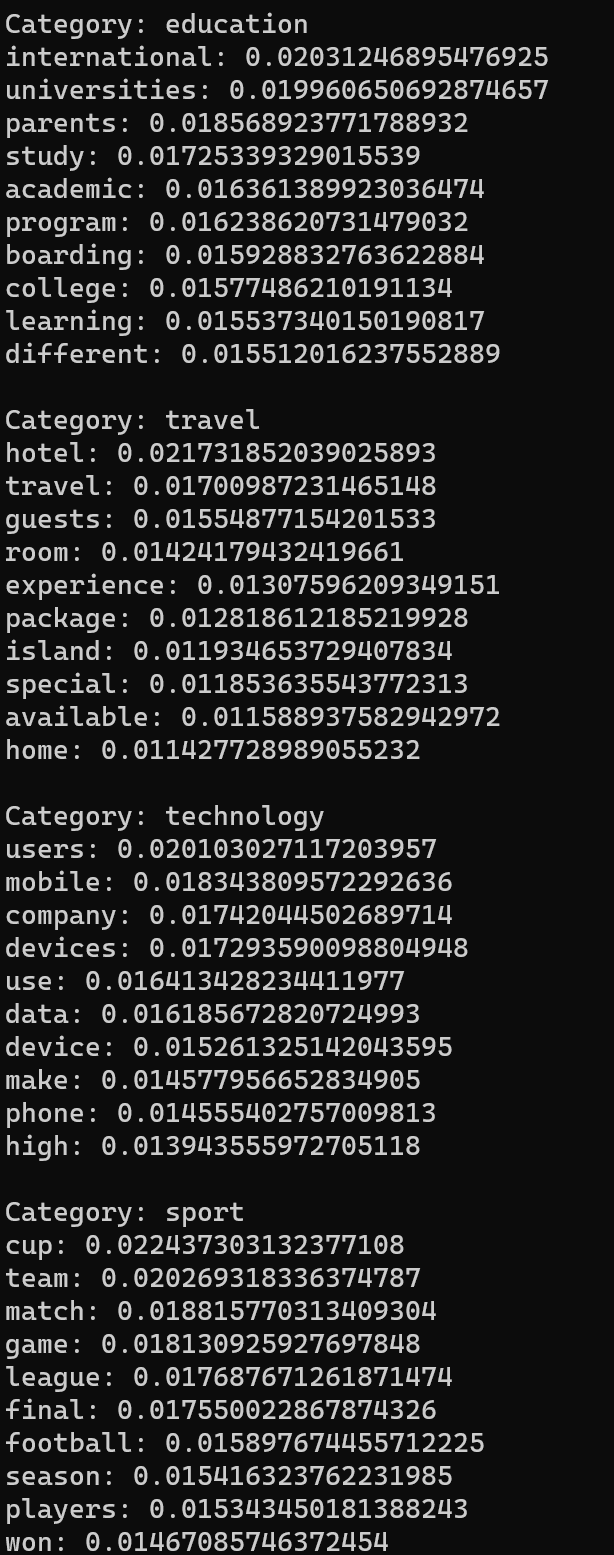 Category: education
international: 0.02031246895476925
universities: 0.019960650692874657
parents: 0.018568923771788932
study: 0.01725339329015539
academic: 0.016361389923036474
program: 0.016238620731479032
boarding: 0.015928832763622884
college: 0.01577486210191134
learning: 0.015537340150190817
different: 0.015512016237552889
Category: travel
hotel: 0.021731852039025893
travel: 0.01700987231465148
guests: 0.01554877154201533
room: 0.01424179432419661
experience: 0.01307596209349151
package: 0.012818612185219928
island: 0.011934653729407834
special: 0.011853635543772313
available: 0.011588937582942972
home: 0.011427728989055232
Category: technology
users: 0.020103027117203957
mobile: 0.018343809572292636
company: 0.01742044502689714
devices: 0.017293590098804948
use: 0.016413428234411977
data: 0.016185672820724993
device: 0.015261325142043595
make: 0.014577956652834905
phone: 0.014555402757009813
high: 0.013943555972705118
Category: sport
cup: 0.022437303132377108
team: 0.020269318336374787
match: 0.018815770313409304
game: 0.018130925927697848
league: 0.017687671261871474
final: 0.017550022867874326
football: 0.0158976744455712225
season: 0.015416323762231985
players: 0.015343450181388243
won: 0.01467085746372454